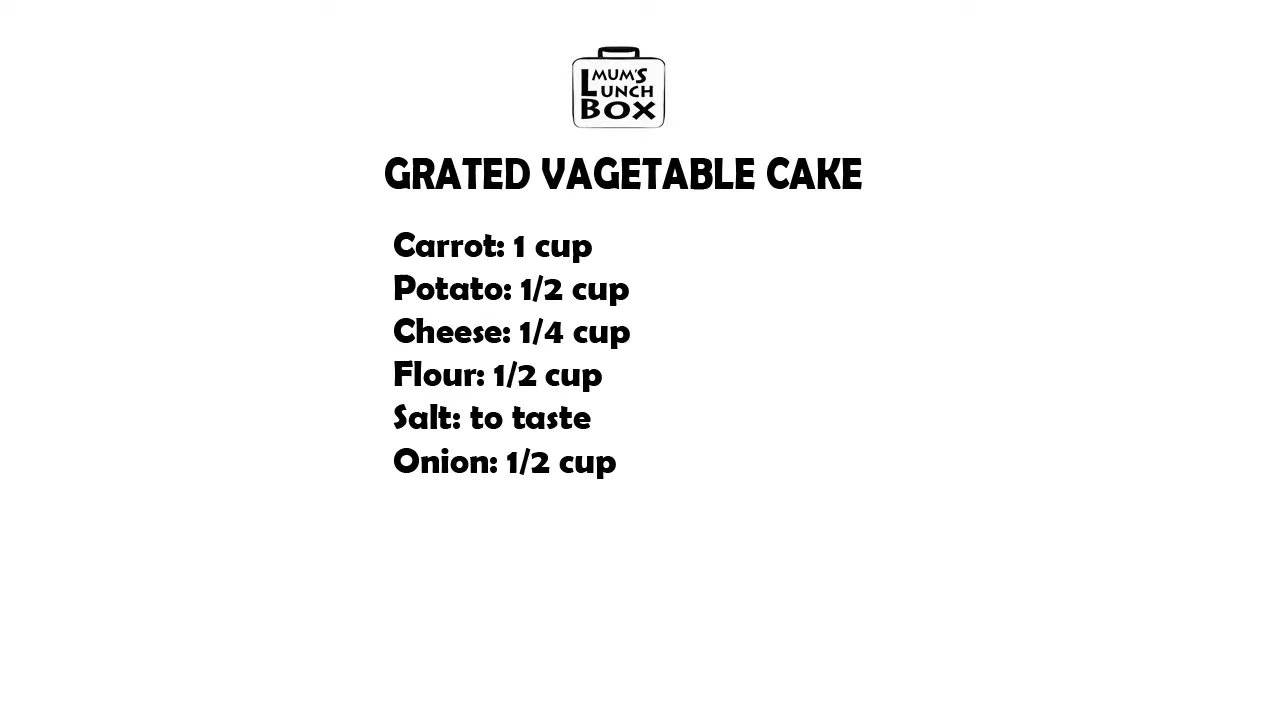 MUM'S
LUNCH
BOX
GRATED VAGETABLE CAKE
Carrot: 1 cup
Potato: 1/2 cup
Cheese: 1/4 cup
Flour: 1/2 cup
Salt: to taste
Onion: 1/2 cup